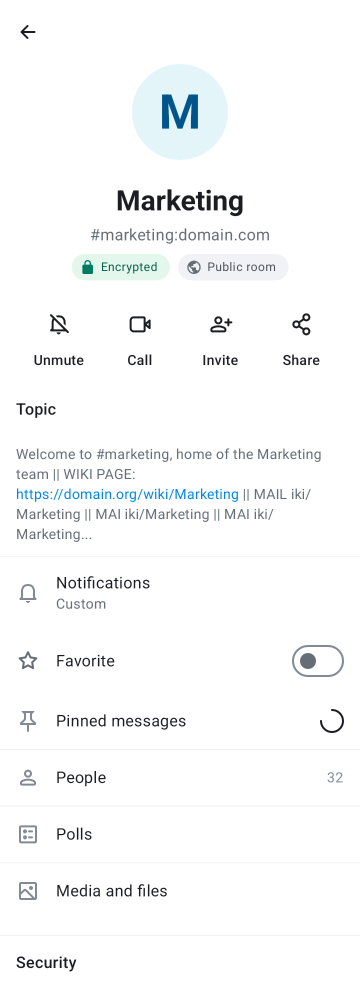 M
Marketing
#marketing:domain.com
Encrypted Public room
Unmute Call Invite Share
Topic
Welcome to #marketing, home of the Marketing
team || WIKI PAGE:
https://domain.org/wiki/Marketing || MAIL iki/
Marketing || MAI iki/Marketing || MAI iki/
Marketing...
Notifications
Custom
Favorite
Pinned messages
People 32
Polls
Media and files
Security